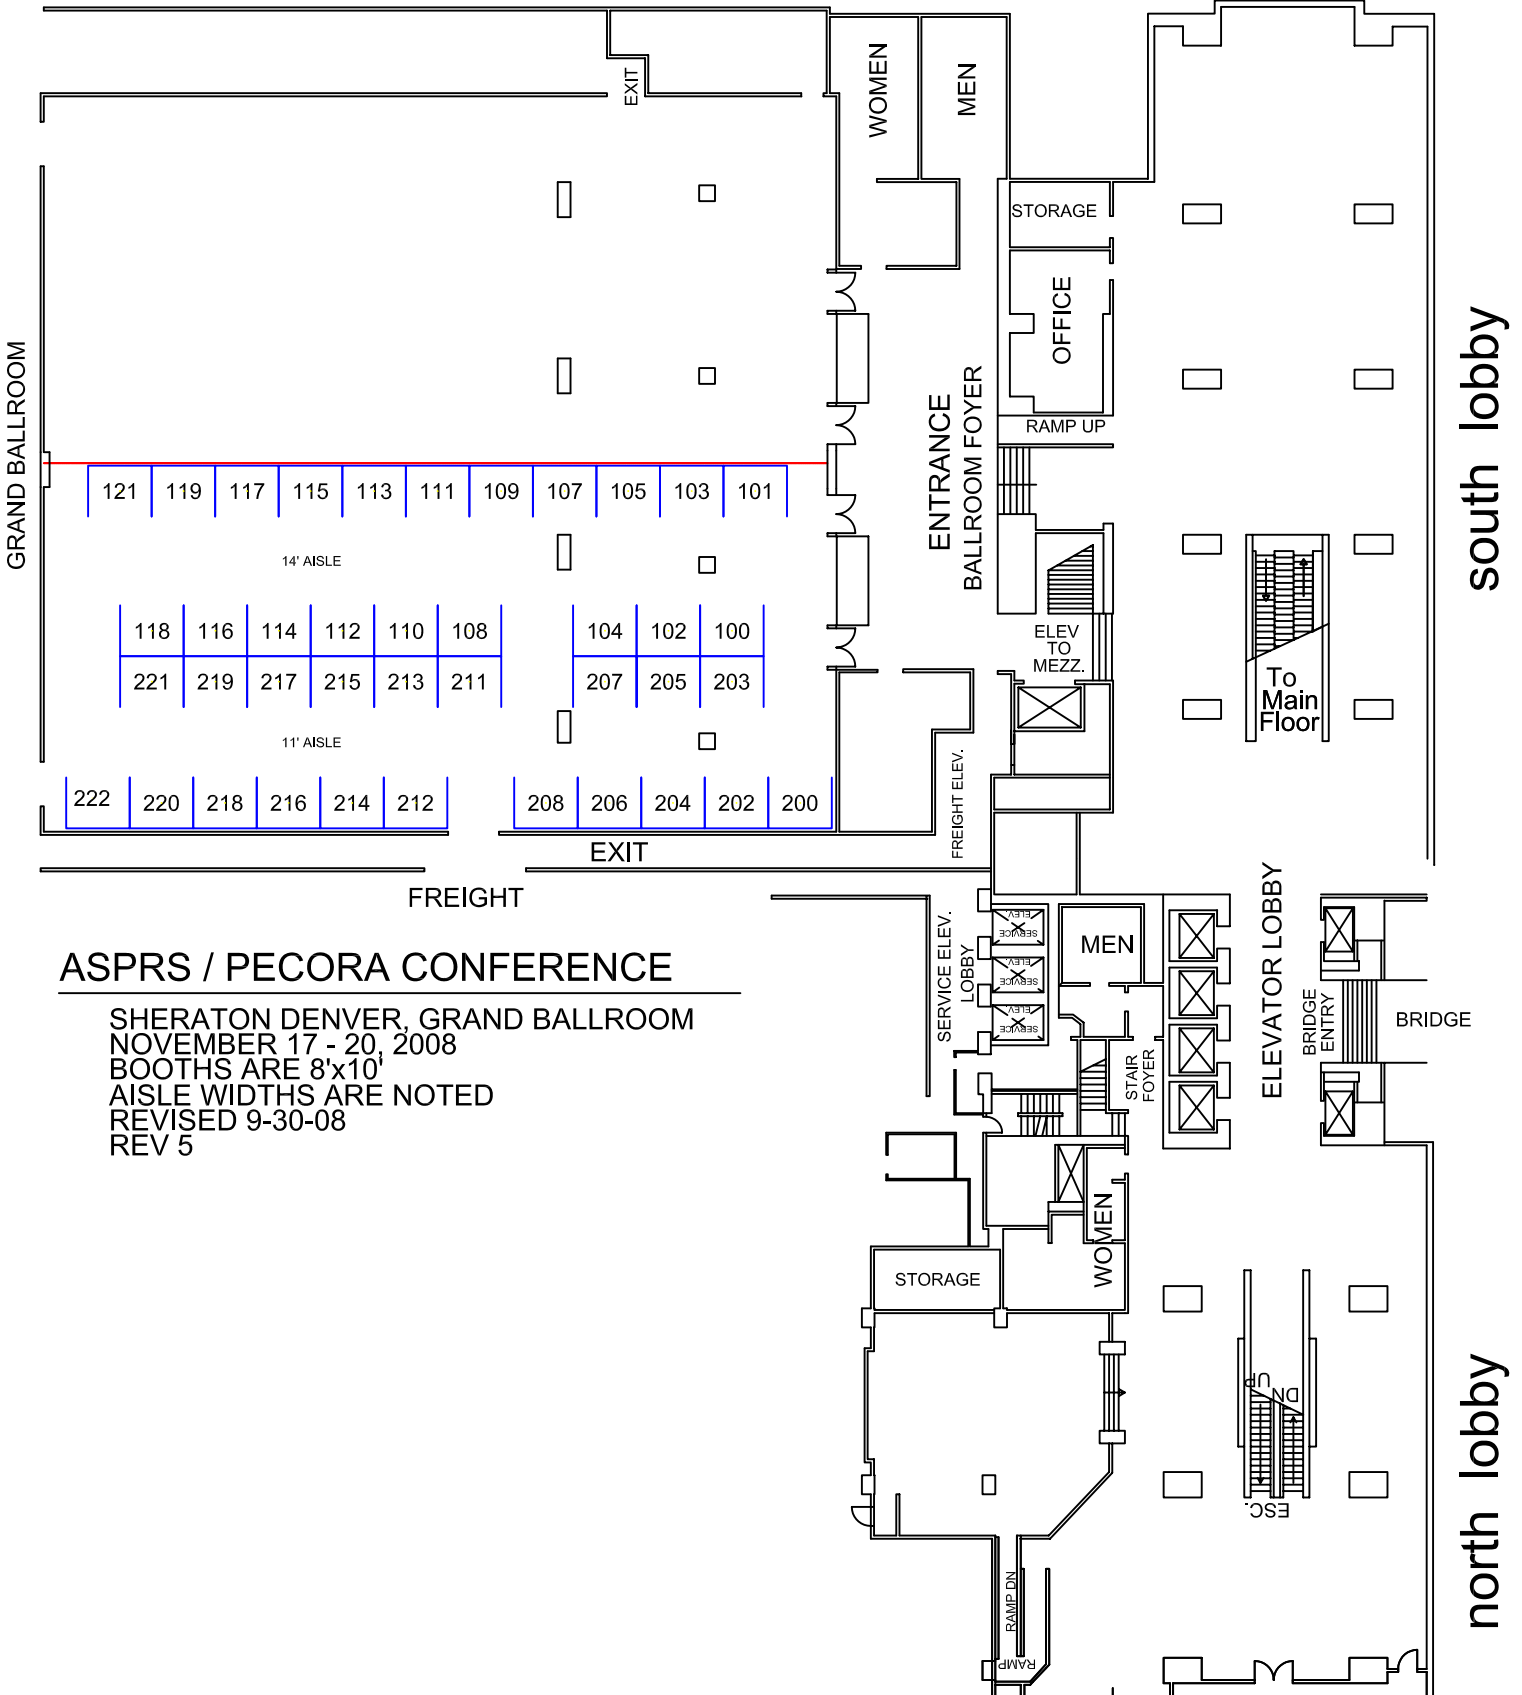 WOMEN
MEN
EXIT
STORAGE
OFFICE
GRAND BALLROOM
ENTRANCE
BALLROOM FOYER
RAMP UP
south lobby
121 119 117 115 113 111 109 107 105 103 101
14' AISLE
118 116 114 112 110 108 104 102 100
221 219 217 215 213 211 207 205 203
ELEV
TO
MEZZ.
To
Main
Floor
11' AISLE
222 220 218 216 214 212 208 206 204 202 200
FREIGHT ELEV.
EXIT
FREIGHT
ASPRS / PECORA CONFERENCE
SHERATON DENVER, GRAND BALLROOM
NOVEMBER 17 - 20, 2008
BOOTHS ARE 8'x10'
AISLE WIDTHS ARE NOTED
REVISED 9-30-08
REV 5
SERVICE ELEV.
LOBBY
SERVICE
ELEV.
SERVICE
ELEV.
SERVICE
ELEV.
MEN
STAIR
FOYER
ELEVATOR LOBBY
BRIDGE
ENTRY
BRIDGE
WOMEN
STORAGE
UP
DN
ESC.
north lobby
RAMP DN
RAMP